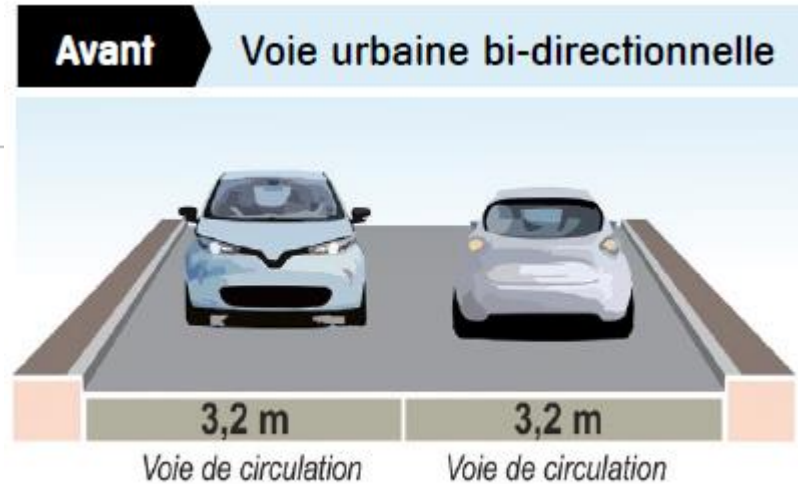 Avant Voie urbaine bi-directionnelle
3,2 m 3,2 m
Voie de circulation Voie de circulation